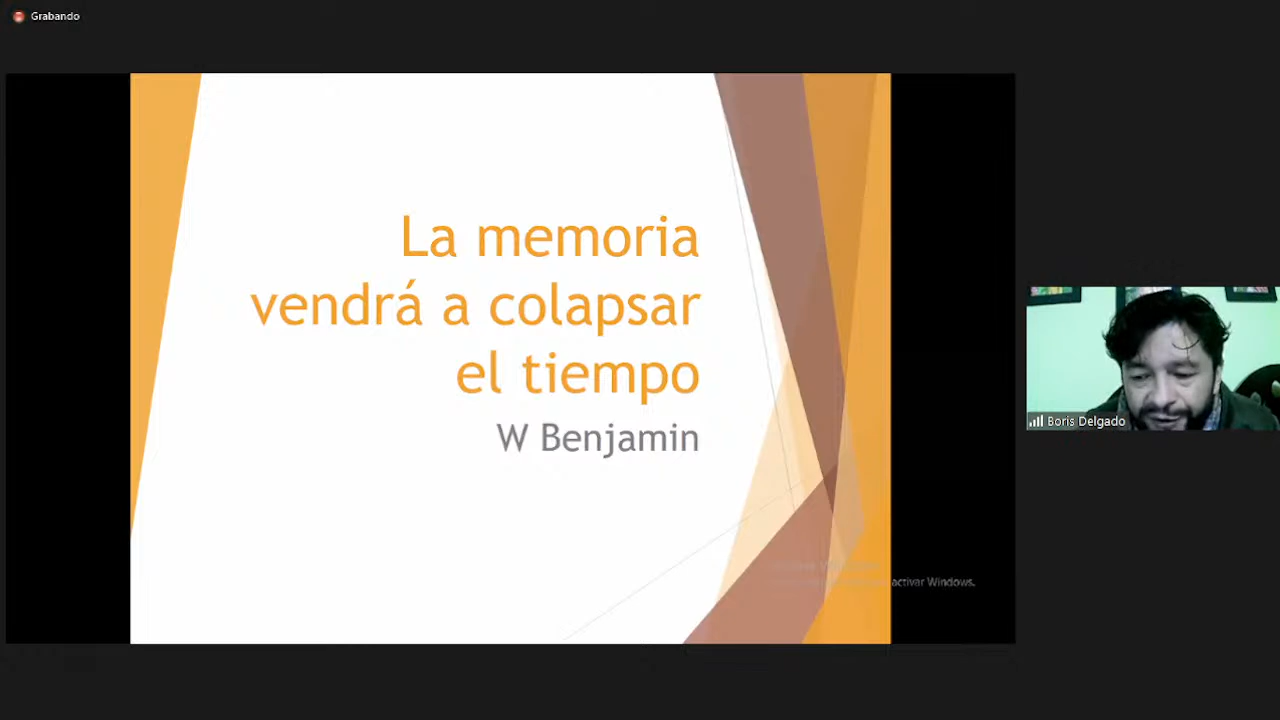 Grabando
La memoria
vendrá a colapsar
el tiempo
W Benjamin
activar Windows.
Boris Delgado